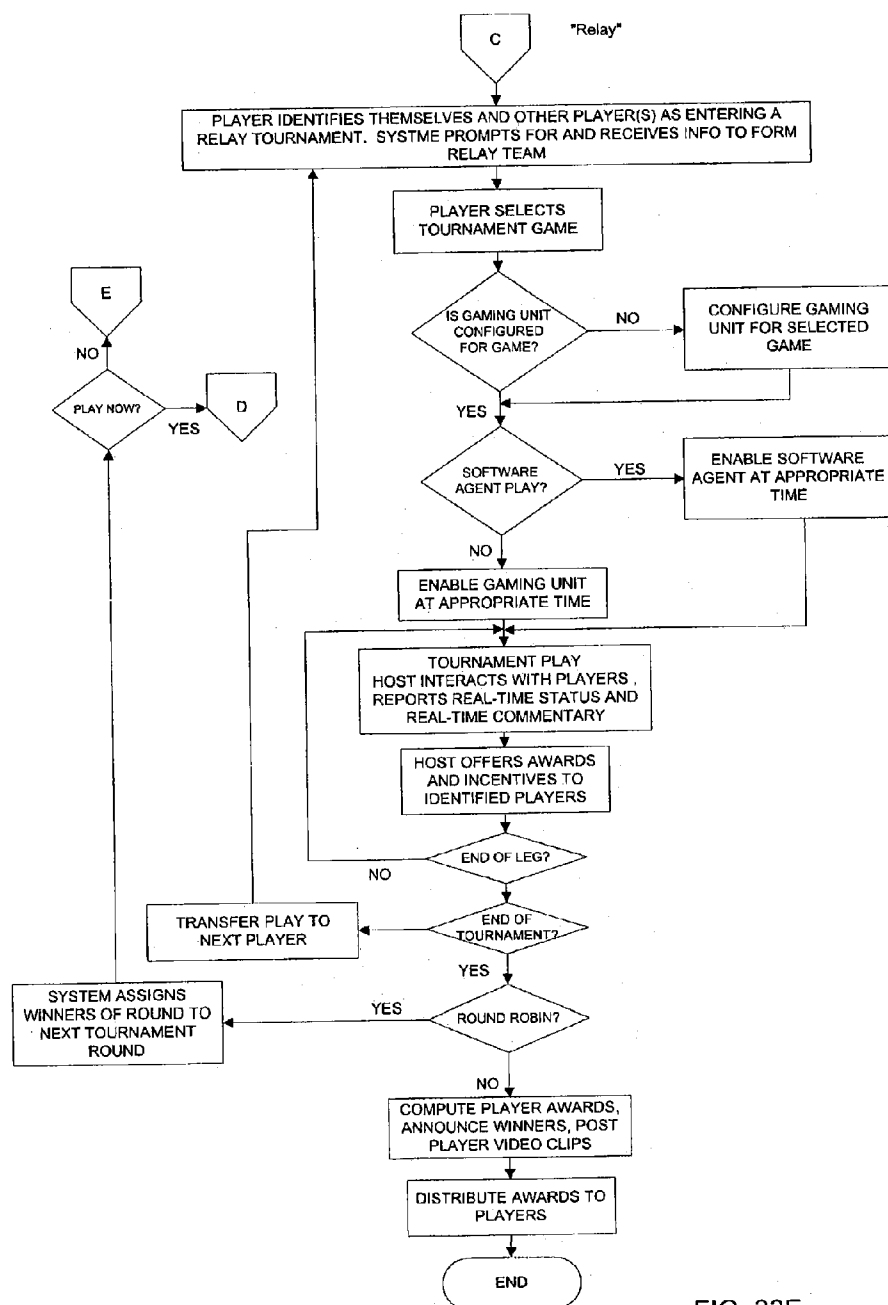 C
"Relay"
PLAYER IDENTIFIES THEMSELVES AND OTHER PLAYER(S) AS ENTERING A
RELAY TOURNAMENT. SYSTME PROMPTS FOR AND RECEIVES INFO TO FORM
RELAY TEAM
PLAYER SELECTS
TOURNAMENT GAME
IS GAMING UNIT
CONFIGURED
FOR GAME?
NO
CONFIGURE GAMING
UNIT FOR SELECTED
GAME
YES
E
NO
PLAY NOW?
YES
D
SOFTWARE
AGENT PLAY?
YES
ENABLE SOFTWARE
AGENT AT APPROPRIATE
TIME
NO
ENABLE GAMING UNIT
AT APPROPRIATE TIME
TOURNAMENT PLAY
HOST INTERACTS WITH PLAYERS ,
REPORTS REAL-TIME STATUS AND
REAL-TIME COMMENTARY
HOST OFFERS AWARDS
AND INCENTIVES TO
IDENTIFIED PLAYERS
END OF LEG?
NO
TRANSFER PLAY TO
NEXT PLAYER
END OF
TOURNAMENT?
YES
SYSTEM ASSIGNS
WINNERS OF ROUND TO
NEXT TOURNAMENT
ROUND
YES
ROUND ROBIN?
NO
COMPUTE PLAYER AWARDS,
ANNOUNCE WINNERS, POST
PLAYER VIDEO CLIPS
DISTRIBUTE AWARDS TO
PLAYERS
END